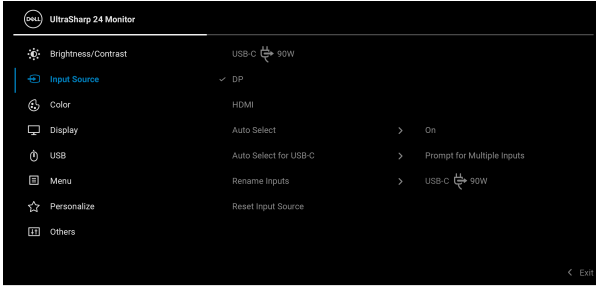 DELL UltraSharp 24 Monitor
Brightness/Contrast USB-C 90W
Input Source ✓ DP
Color HDMI
Display Auto Select > On
USB Auto Select for USB-C > Prompt for Multiple Inputs
Menu Rename Inputs > USB-C 90W
Personalize Reset Input Source
Others
< Exit